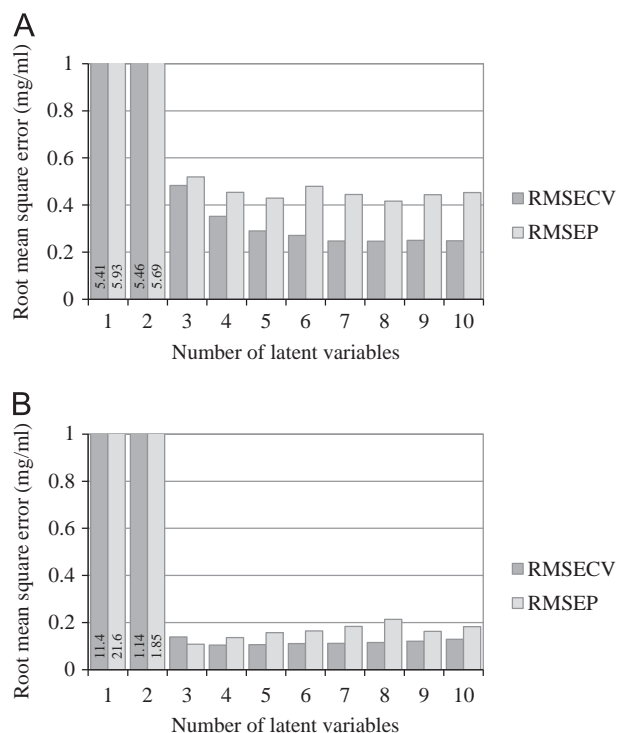 A
Root mean square error (mg/ml)
1
0.8
0.6
0.4
0.2
0
5.41
5.93
5.46
5.69
1 2 3 4 5 6 7 8 9 10
Number of latent variables
RMSECV
RMSEP
B
Root mean square error (mg/ml)
1
0.8
0.6
0.4
0.2
0
11.4
21.6
1.14
1.85
1 2 3 4 5 6 7 8 9 10
Number of latent variables
RMSECV
RMSEP